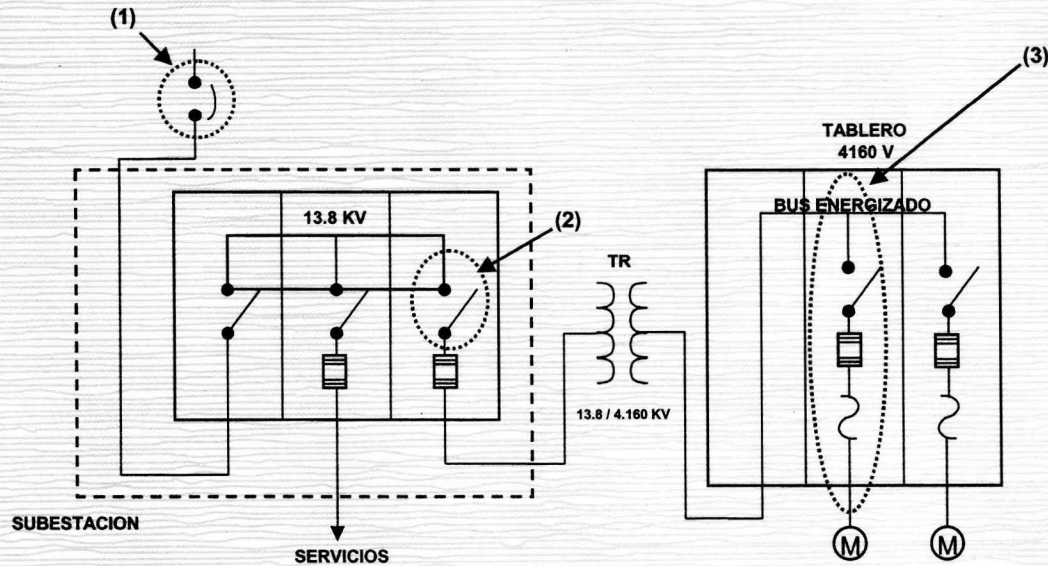 (1)
(3)
TABLERO
4160 V
BUS ENERGIZADO
13.8 KV
(2)
TR
13.8 / 4.160 KV
SUBESTACION
SERVICIOS
M
M